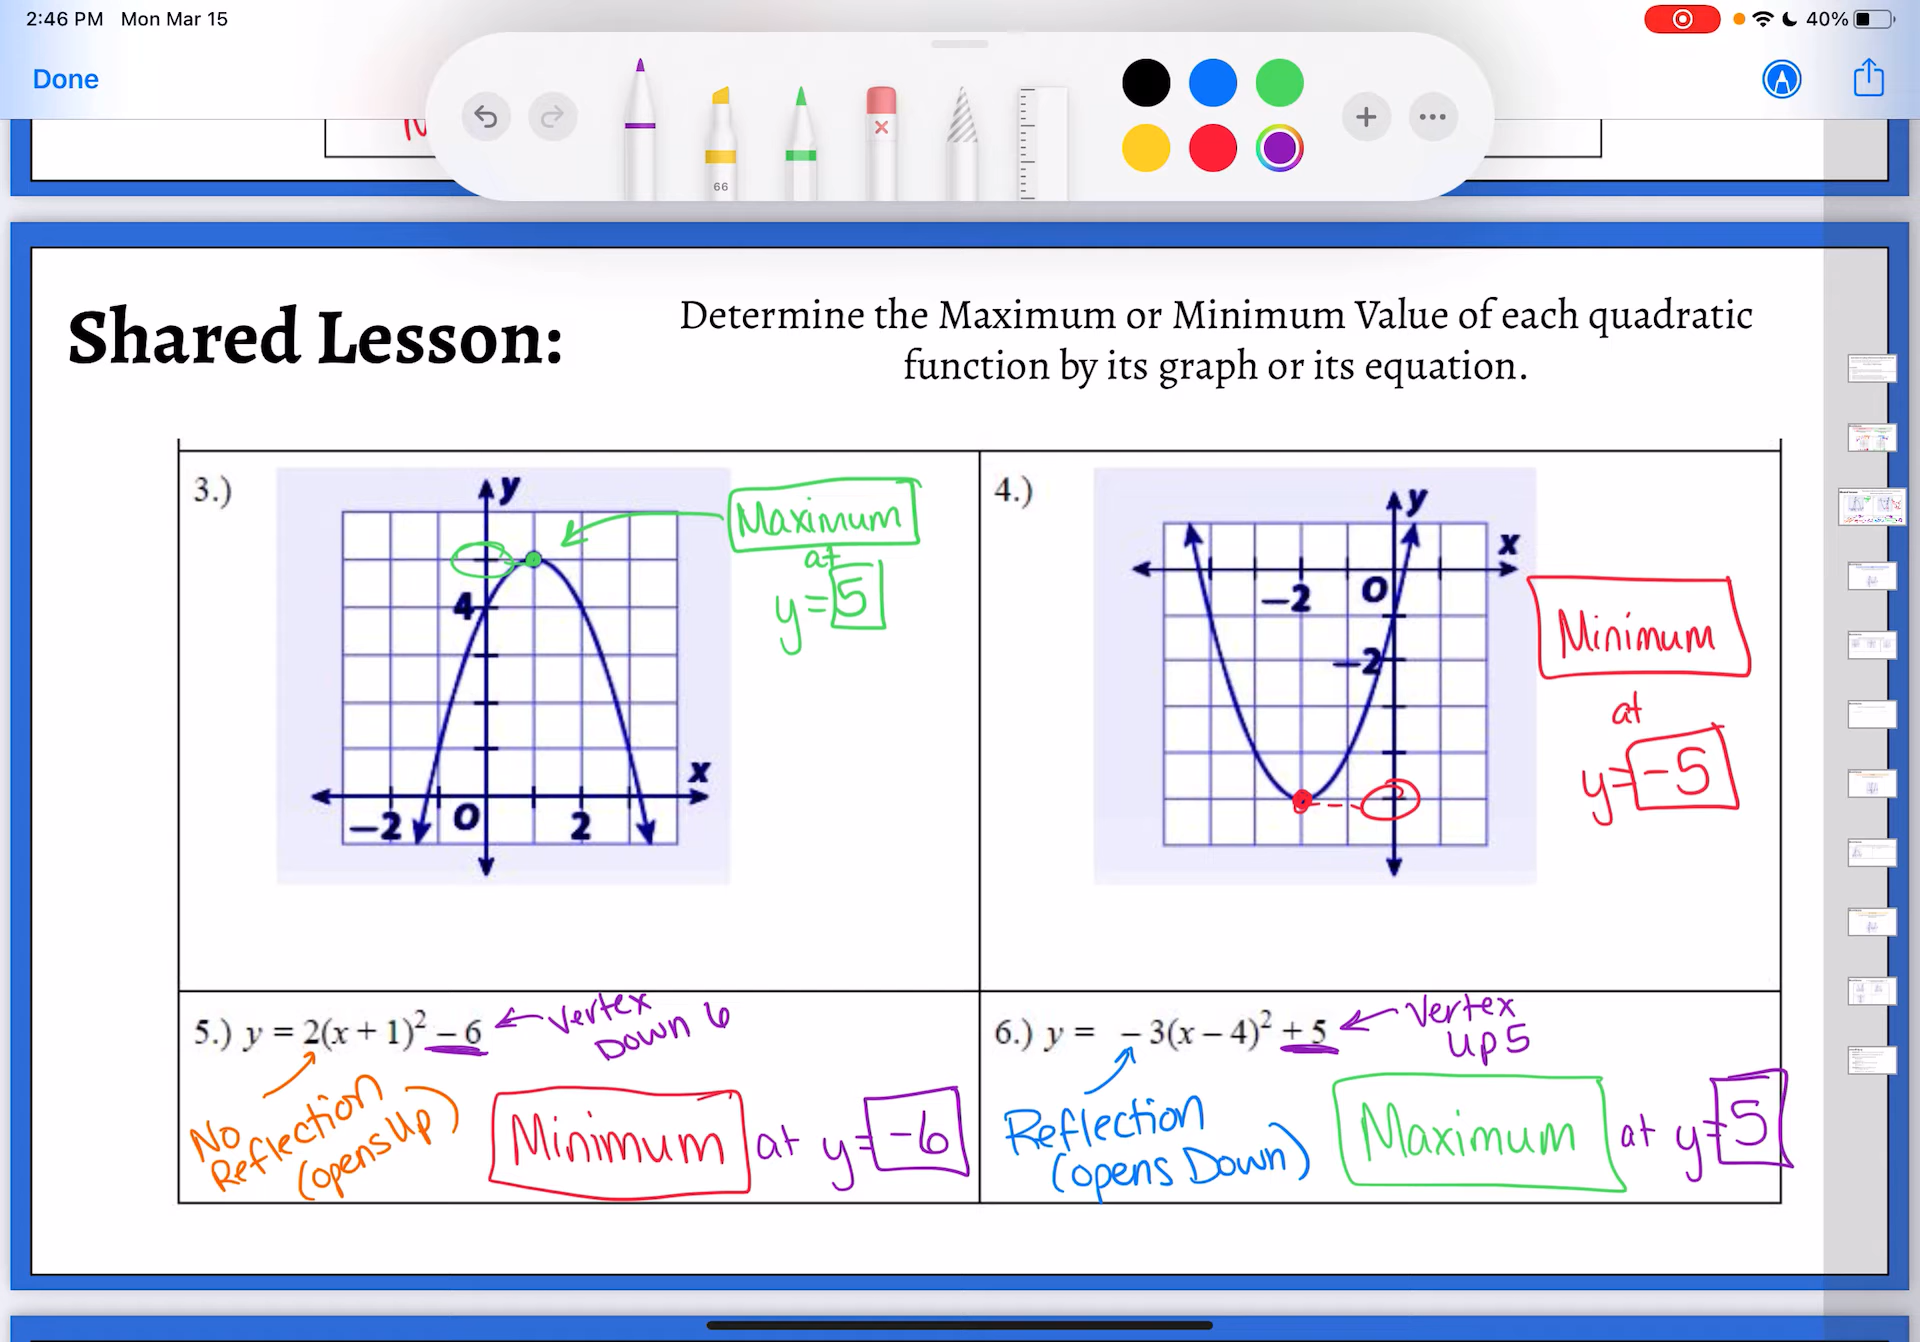 2:46 PM Mon Mar 15
40%
Done
66
Shared Lesson:
Determine the Maximum or Minimum Value of each quadratic
function by its graph or its equation.
3.)
y
4
x
-2
O
2
Maximum
at
y = 5
4.)
y
x
-2
O
-2
Minimum
at
y = -5
5.) y = 2(x + 1)² – 6
Vertex
Down 6
No
Reflection
(opens Up)
Minimum at y = -6
6.) y = – 3(x – 4)² + 5
Vertex
Up 5
Reflection
(opens Down)
Maximum at y = 5